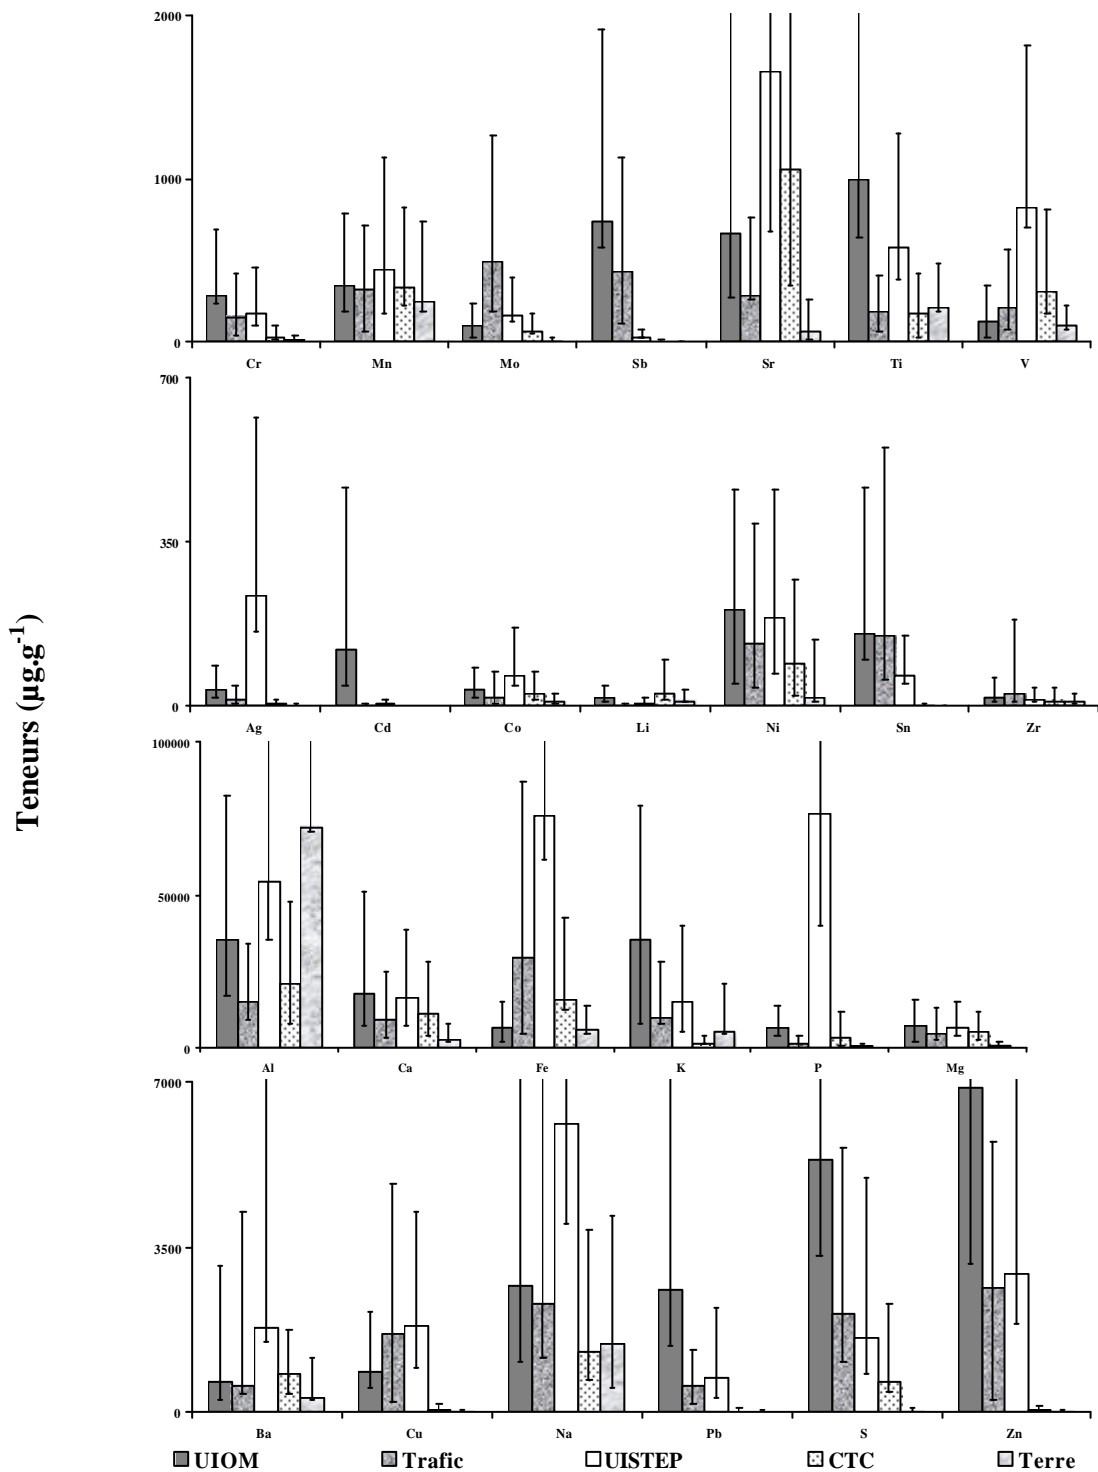 Teneurs (µg.g⁻¹)
2000
1000
0
Cr Mn Mo Sb Sr Ti V
700
350
0
Ag Cd Co Li Ni Sn Zr
100000
50000
0
Al Ca Fe K P Mg
7000
3500
0
Ba Cu Na Pb S Zn
UIOM Trafic UISTEP CTC Terre